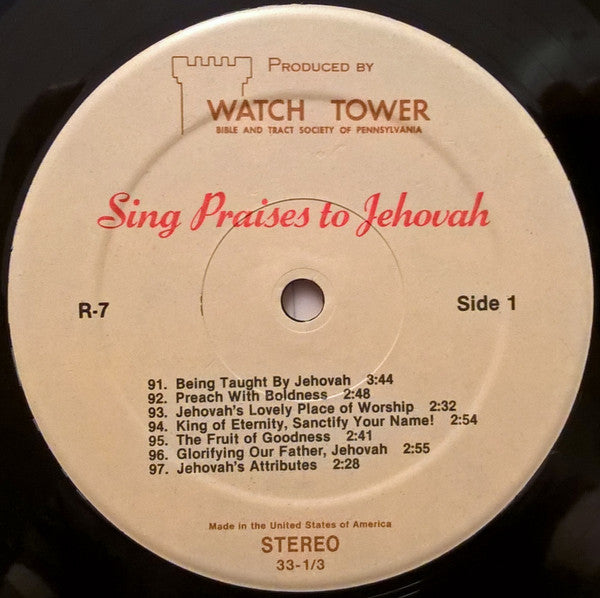 PRODUCED BY
WATCH TOWER
BIBLE AND TRACT SOCIETY OF PENNSYLVANIA
Sing Praises to Jehovah
R-7 Side 1
91. Being Taught By Jehovah 3:44
92. Preach With Boldness 2:48
93. Jehovah's Lovely Place of Worship 2:32
94. King of Eternity, Sanctify Your Name! 2:54
95. The Fruit of Goodness 2:41
96. Glorifying Our Father, Jehovah 2:55
97. Jehovah's Attributes 2:28
Made in the United States of America
STEREO
33-1/3